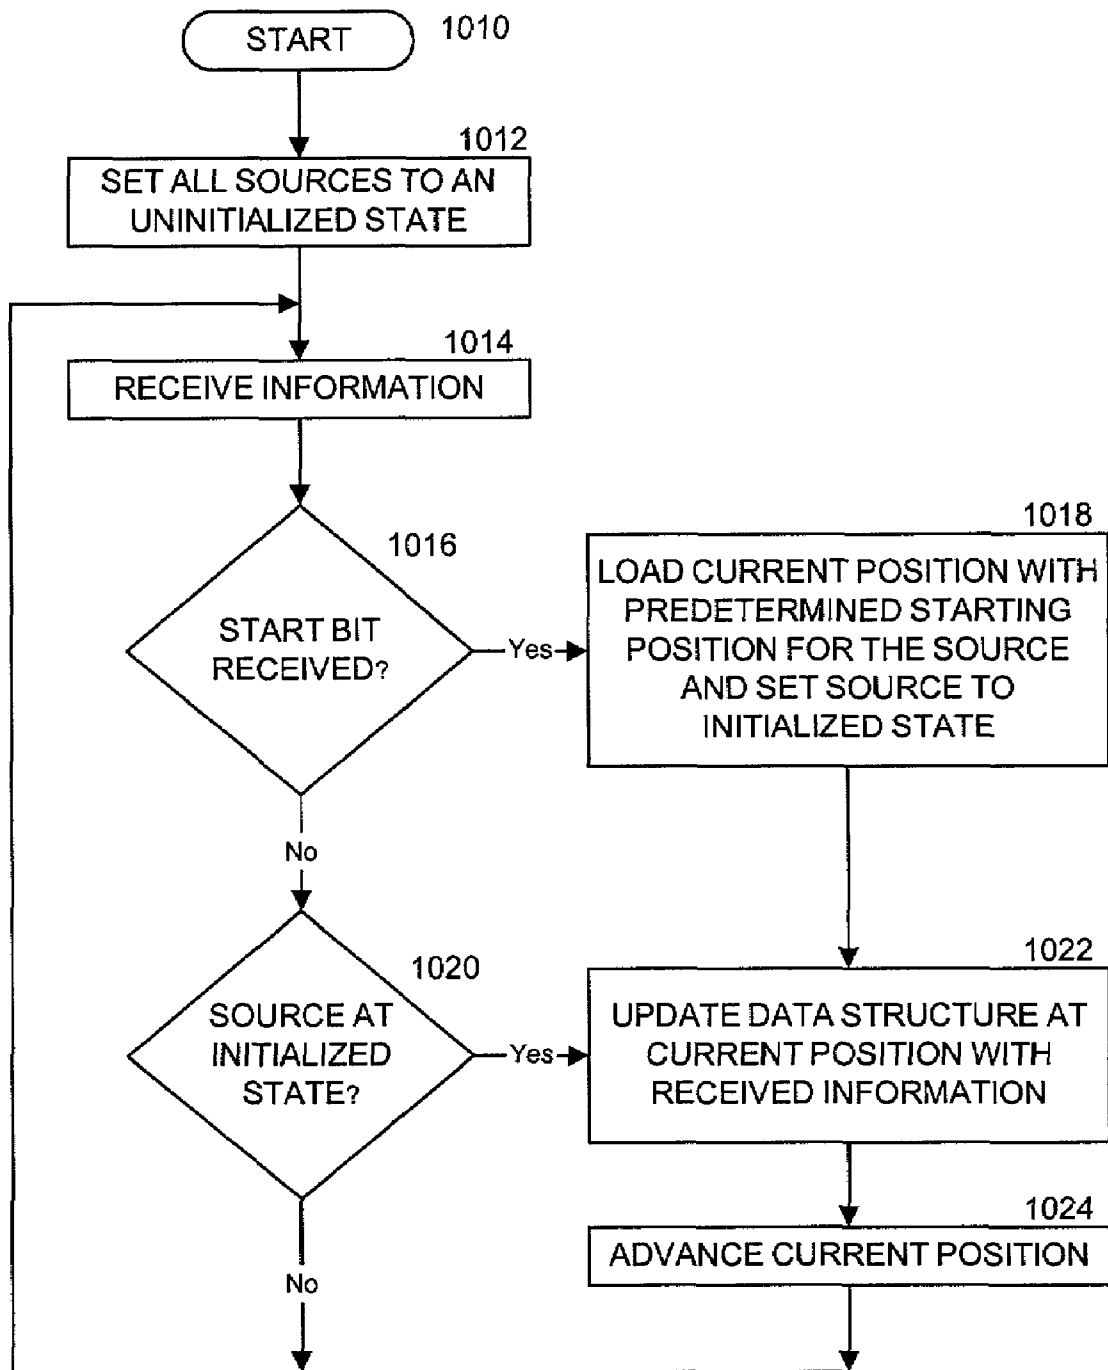 START
1010
1012
SET ALL SOURCES TO AN
UNINITIALIZED STATE
1014
RECEIVE INFORMATION
1016
START BIT
RECEIVED?
Yes
1018
LOAD CURRENT POSITION WITH
PREDETERMINED STARTING
POSITION FOR THE SOURCE
AND SET SOURCE TO
INITIALIZED STATE
No
1020
SOURCE AT
INITIALIZED
STATE?
Yes
1022
UPDATE DATA STRUCTURE AT
CURRENT POSITION WITH
RECEIVED INFORMATION
1024
ADVANCE CURRENT POSITION
No